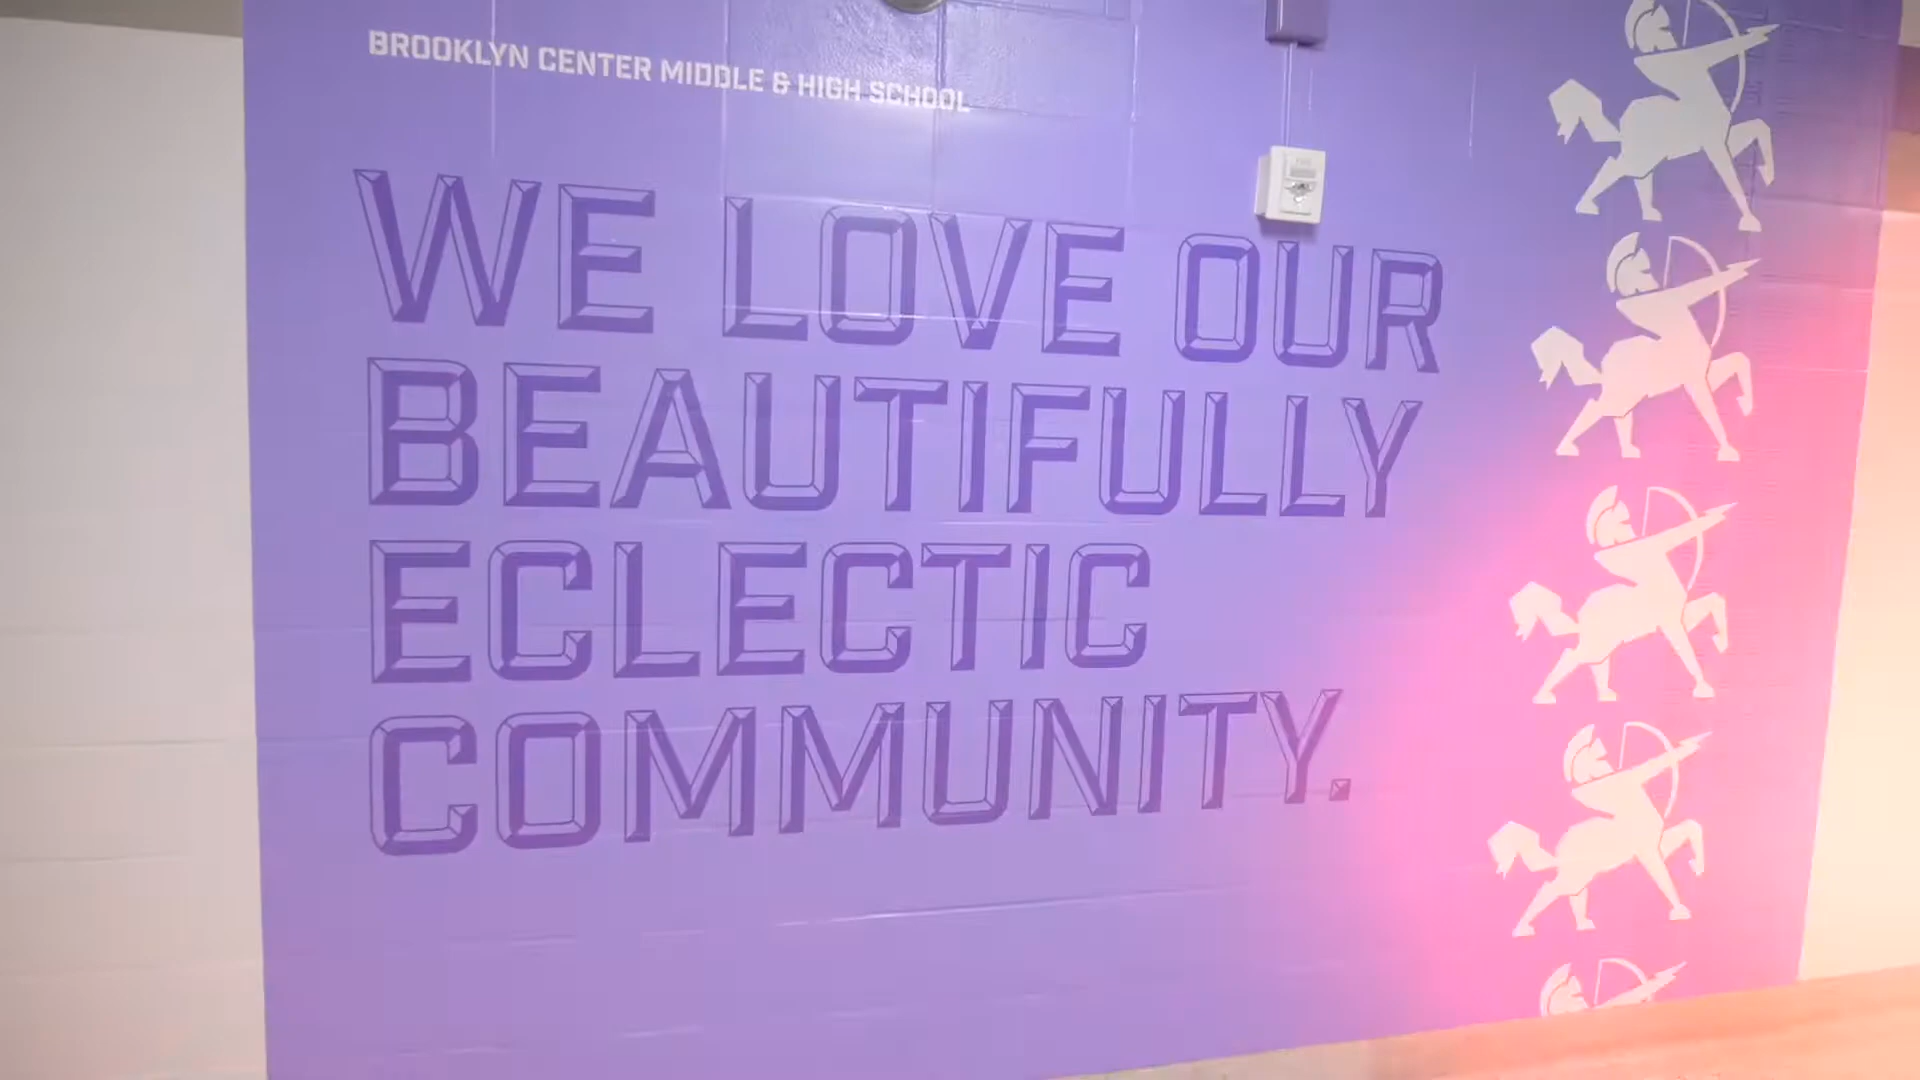 BROOKLYN CENTER MIDDLE & HIGH SCHOOL
WE LOVE OUR
BEAUTIFULLY
ECLECTIC
COMMUNITY.